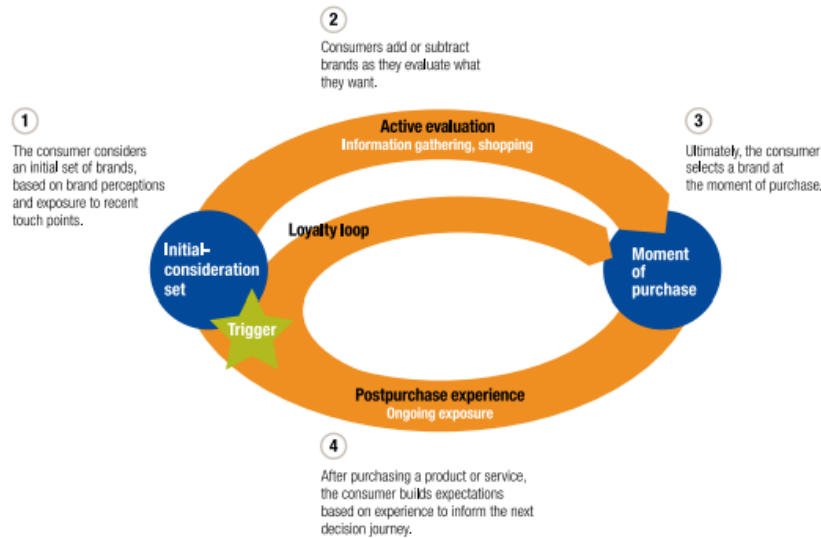 2
Consumers add or subtract
brands as they evaluate what
they want.
1
The consumer considers
an initial set of brands,
based on brand perceptions
and exposure to recent
touch points.
Active evaluation
Information gathering, shopping
3
Ultimately, the consumer
selects a brand at
the moment of purchase.
Loyalty loop
Initial-
consideration
set
Moment
of
purchase
Trigger
Postpurchase experience
Ongoing exposure
4
After purchasing a product or service,
the consumer builds expectations
based on experience to inform the next
decision journey.